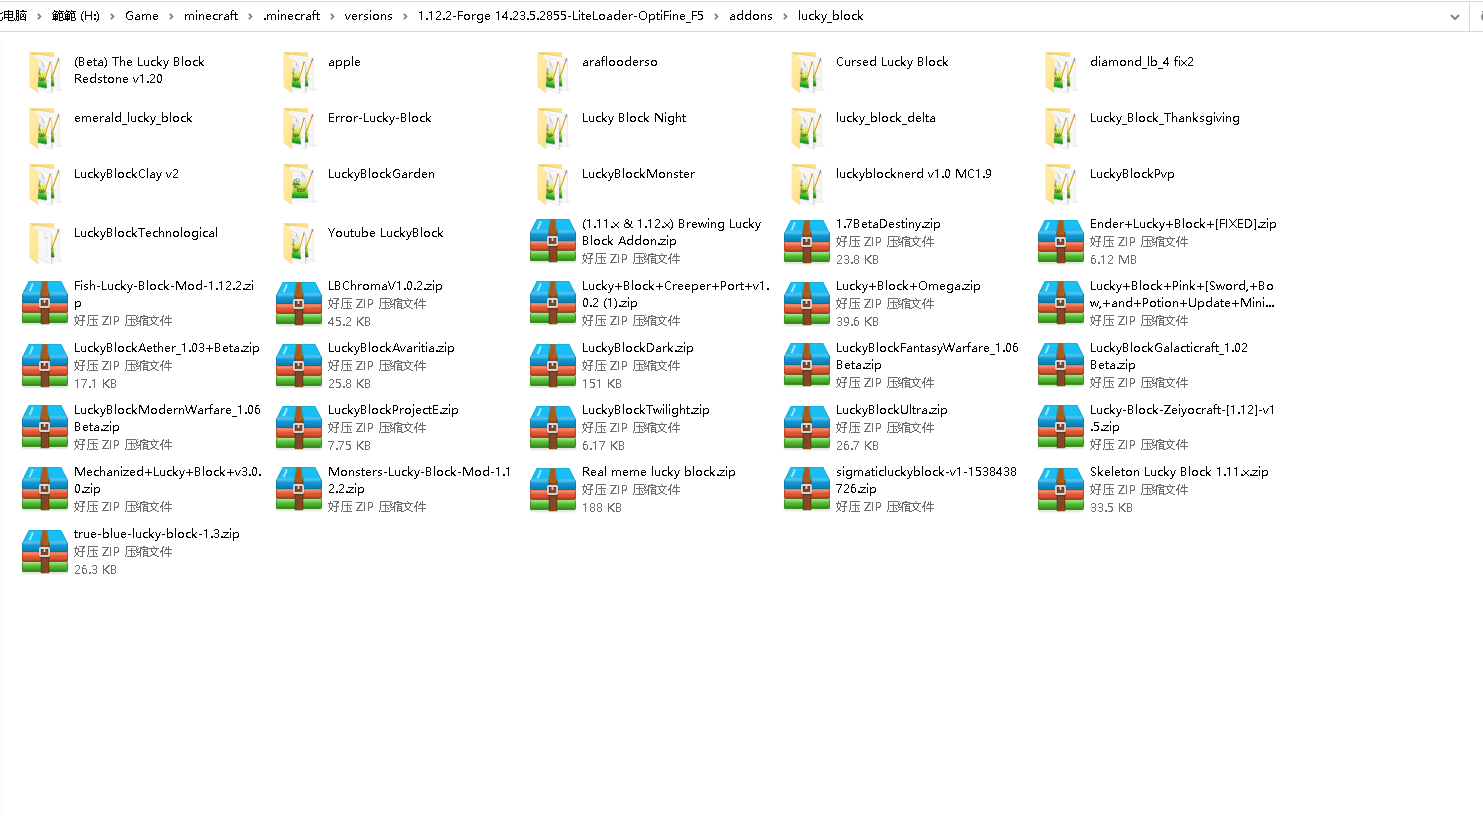 电脑 › 範範 (H:) › Game › minecraft › .minecraft › versions › 1.12.2-Forge 14.23.5.2855-LiteLoader-OptiFine_F5 › addons › lucky_block
(Beta) The Lucky Block
Redstone v1.20
apple
araflooderso
Cursed Lucky Block
diamond_lb_4 fix2
emerald_lucky_block
Error-Lucky-Block
Lucky Block Night
lucky_block_delta
Lucky_Block_Thanksgiving
LuckyBlockClay v2
LuckyBlockGarden
LuckyBlockMonster
luckyblocknerd v1.0 MC1.9
LuckyBlockPvp
LuckyBlockTechnological
Youtube LuckyBlock
(1.11.x & 1.12.x) Brewing Lucky
Block Addon.zip
好压 ZIP 压缩文件
1.7BetaDestiny.zip
好压 ZIP 压缩文件
23.8 KB
Ender+Lucky+Block+[FIXED].zip
好压 ZIP 压缩文件
6.12 MB
Fish-Lucky-Block-Mod-1.12.2.zi
p
好压 ZIP 压缩文件
LBChromaV1.0.2.zip
好压 ZIP 压缩文件
45.2 KB
Lucky+Block+Creeper+Port+v1.
0.2 (1).zip
好压 ZIP 压缩文件
Lucky+Block+Omega.zip
好压 ZIP 压缩文件
39.6 KB
Lucky+Block+Pink+[Sword,+Bo
w,+and+Potion+Update+Mini...
好压 ZIP 压缩文件
LuckyBlockAether_1.03+Beta.zip
好压 ZIP 压缩文件
17.1 KB
LuckyBlockAvaritia.zip
好压 ZIP 压缩文件
25.8 KB
LuckyBlockDark.zip
好压 ZIP 压缩文件
151 KB
LuckyBlockFantasyWarfare_1.06
Beta.zip
好压 ZIP 压缩文件
LuckyBlockGalacticraft_1.02
Beta.zip
好压 ZIP 压缩文件
LuckyBlockModernWarfare_1.06
Beta.zip
好压 ZIP 压缩文件
LuckyBlockProjectE.zip
好压 ZIP 压缩文件
7.75 KB
LuckyBlockTwilight.zip
好压 ZIP 压缩文件
6.17 KB
LuckyBlockUltra.zip
好压 ZIP 压缩文件
26.7 KB
Lucky-Block-Zeiyocraft-[1.12]-v1
.5.zip
好压 ZIP 压缩文件
Mechanized+Lucky+Block+v3.0.
0.zip
好压 ZIP 压缩文件
Monsters-Lucky-Block-Mod-1.1
2.2.zip
好压 ZIP 压缩文件
Real meme lucky block.zip
好压 ZIP 压缩文件
188 KB
sigmaticluckyblock-v1-1538438
726.zip
好压 ZIP 压缩文件
Skeleton Lucky Block 1.11.x.zip
好压 ZIP 压缩文件
33.5 KB
true-blue-lucky-block-1.3.zip
好压 ZIP 压缩文件
26.3 KB